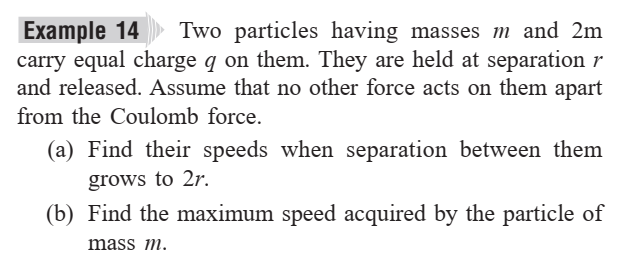 Example 14 Two particles having masses m and 2m
carry equal charge q on them. They are held at separation r
and released. Assume that no other force acts on them apart
from the Coulomb force.
(a) Find their speeds when separation between them
grows to 2r.
(b) Find the maximum speed acquired by the particle of
mass m.